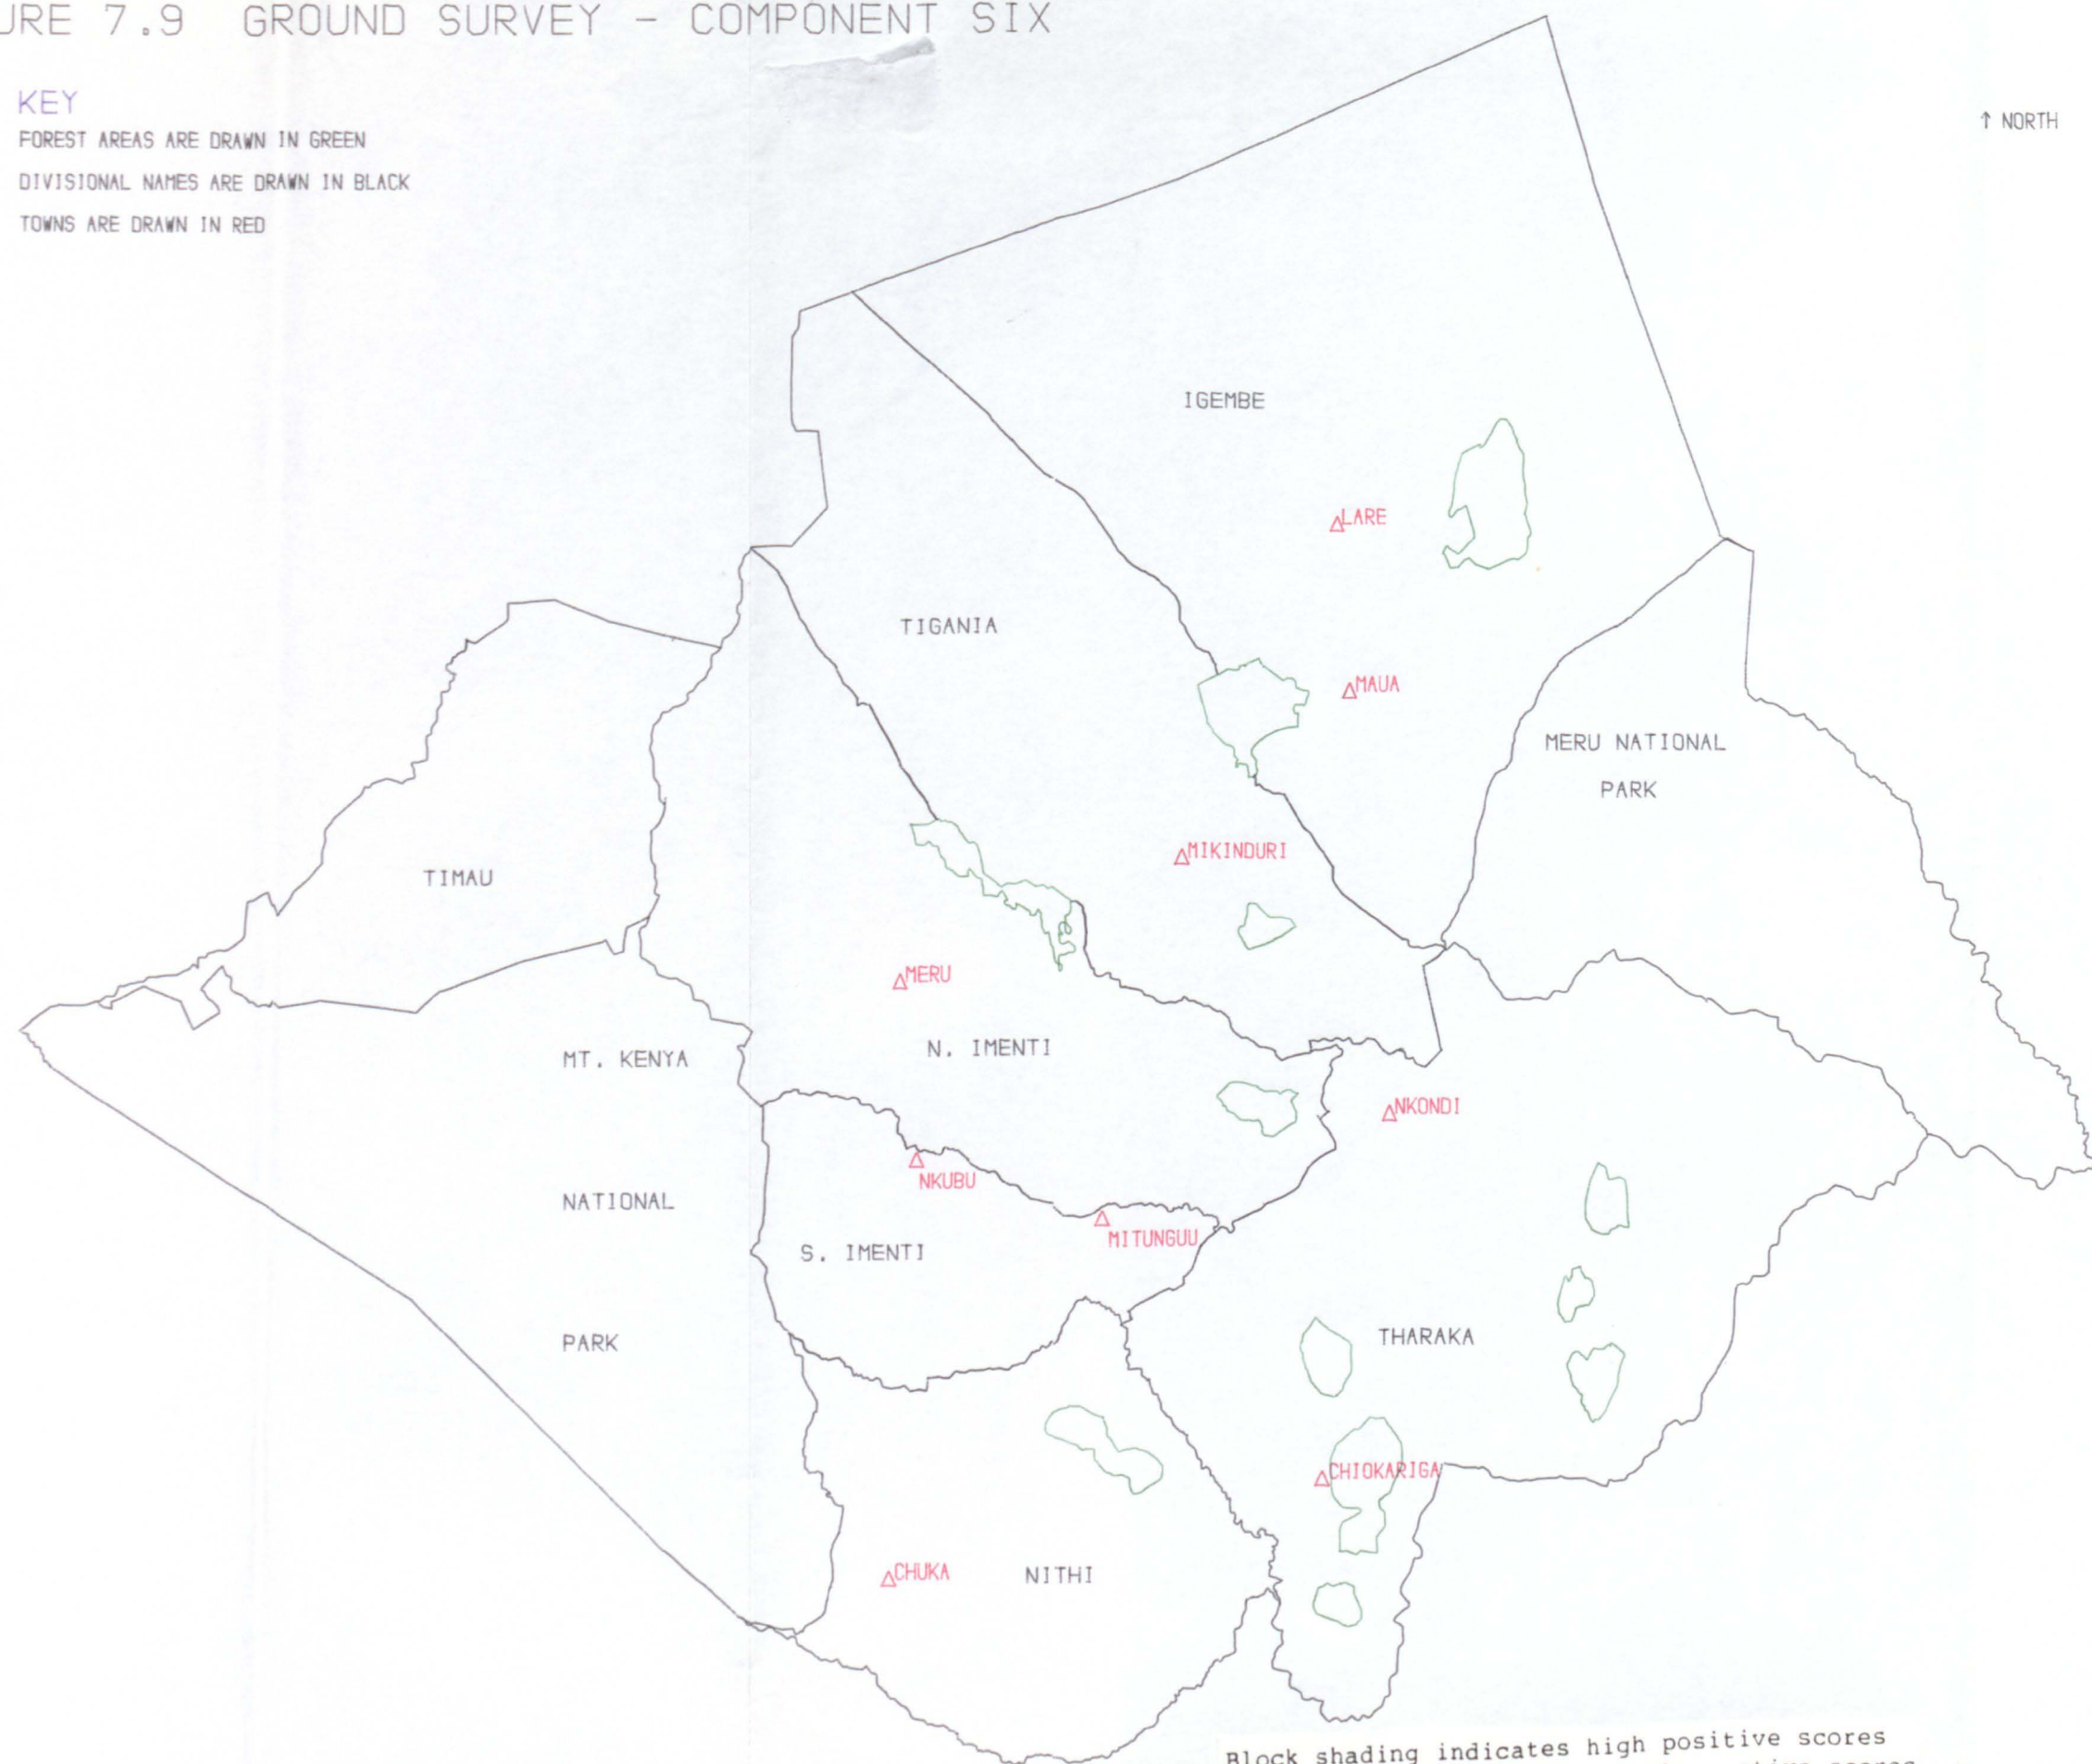 URE 7.9 GROUND SURVEY - COMPONENT SIX
KEY
FOREST AREAS ARE DRAWN IN GREEN
DIVISIONAL NAMES ARE DRAWN IN BLACK
TOWNS ARE DRAWN IN RED
↑ NORTH
IGEMBE
LARE
TIGANIA
MAUA
MERU NATIONAL
PARK
MIKINDURI
TIMAU
MERU
N. IMENTI
MT. KENYA
NATIONAL
PARK
NKONDI
NKUBU
MITUNGUU
S. IMENTI
THARAKA
CHIOKARIGA
CHUKA
NITHI
Block shading indicates high positive scores